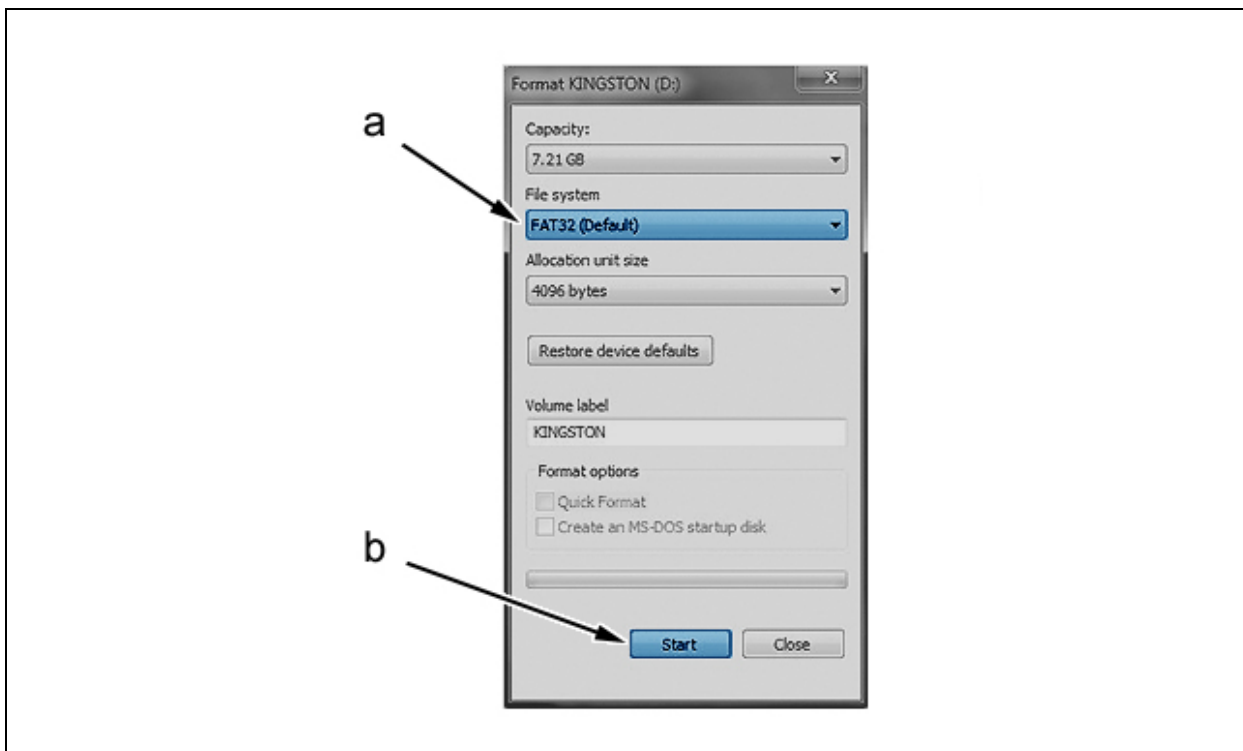 Format KINGSTON (D:)
a
Capacity:
7.21 GB
File system
FAT32 (Default)
Allocation unit size
4096 bytes
Restore device defaults
Volume label
KINGSTON
Format options
Quick Format
Create an MS-DOS startup disk
b
Start Close